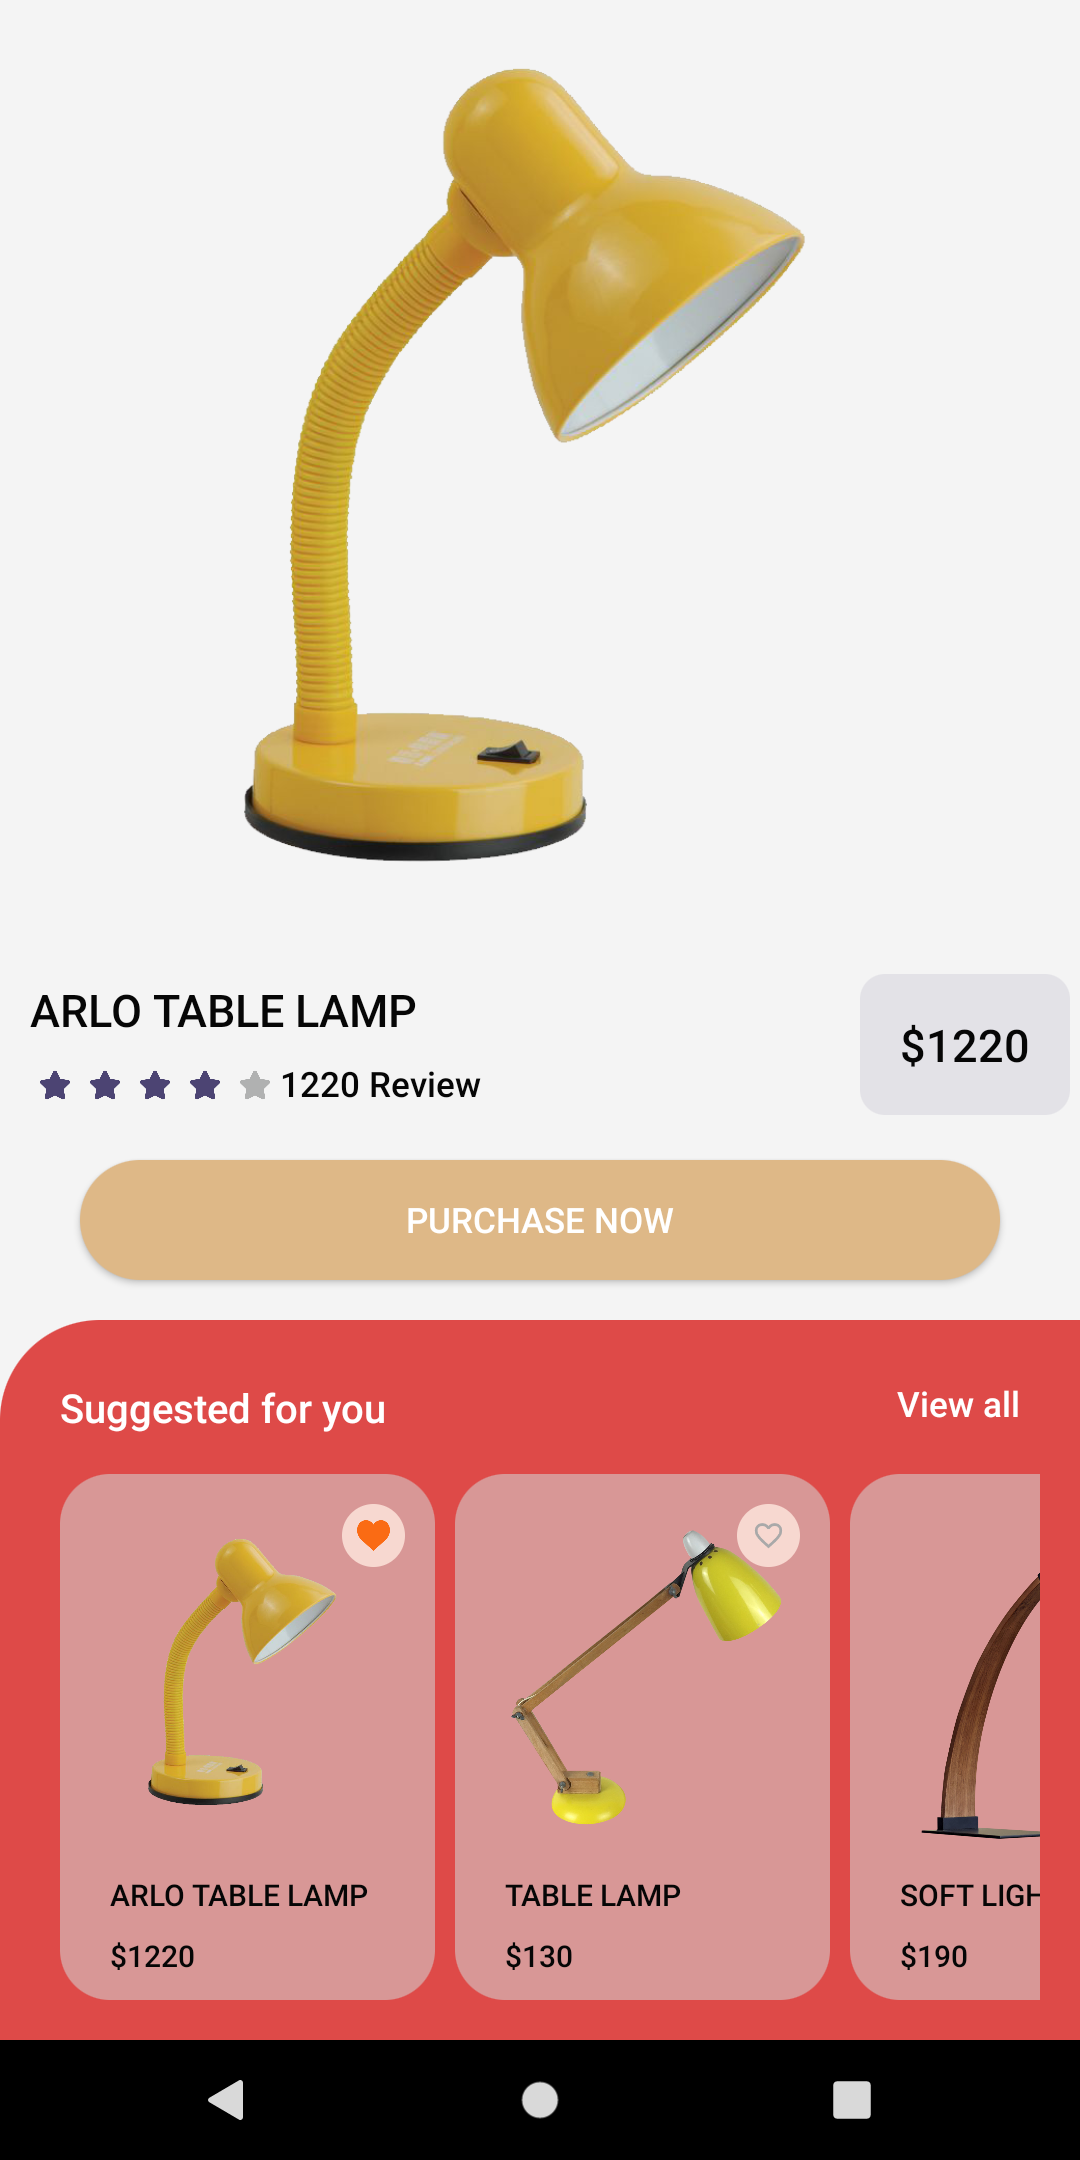 ARLO TABLE LAMP
$1220
1220 Review
PURCHASE NOW
Suggested for you
View all
ARLO TABLE LAMP
$1220
TABLE LAMP
$130
SOFT LIGH
$190